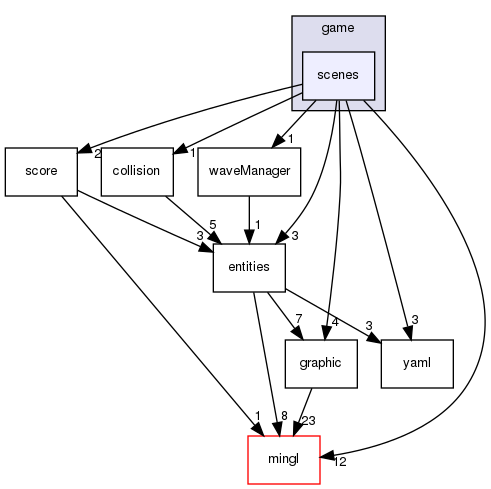 game
scenes
2
1
1
score
collision
waveManager
3
5
1
3
entities
7
4
3
3
graphic
yaml
1
8
23
12
mingl